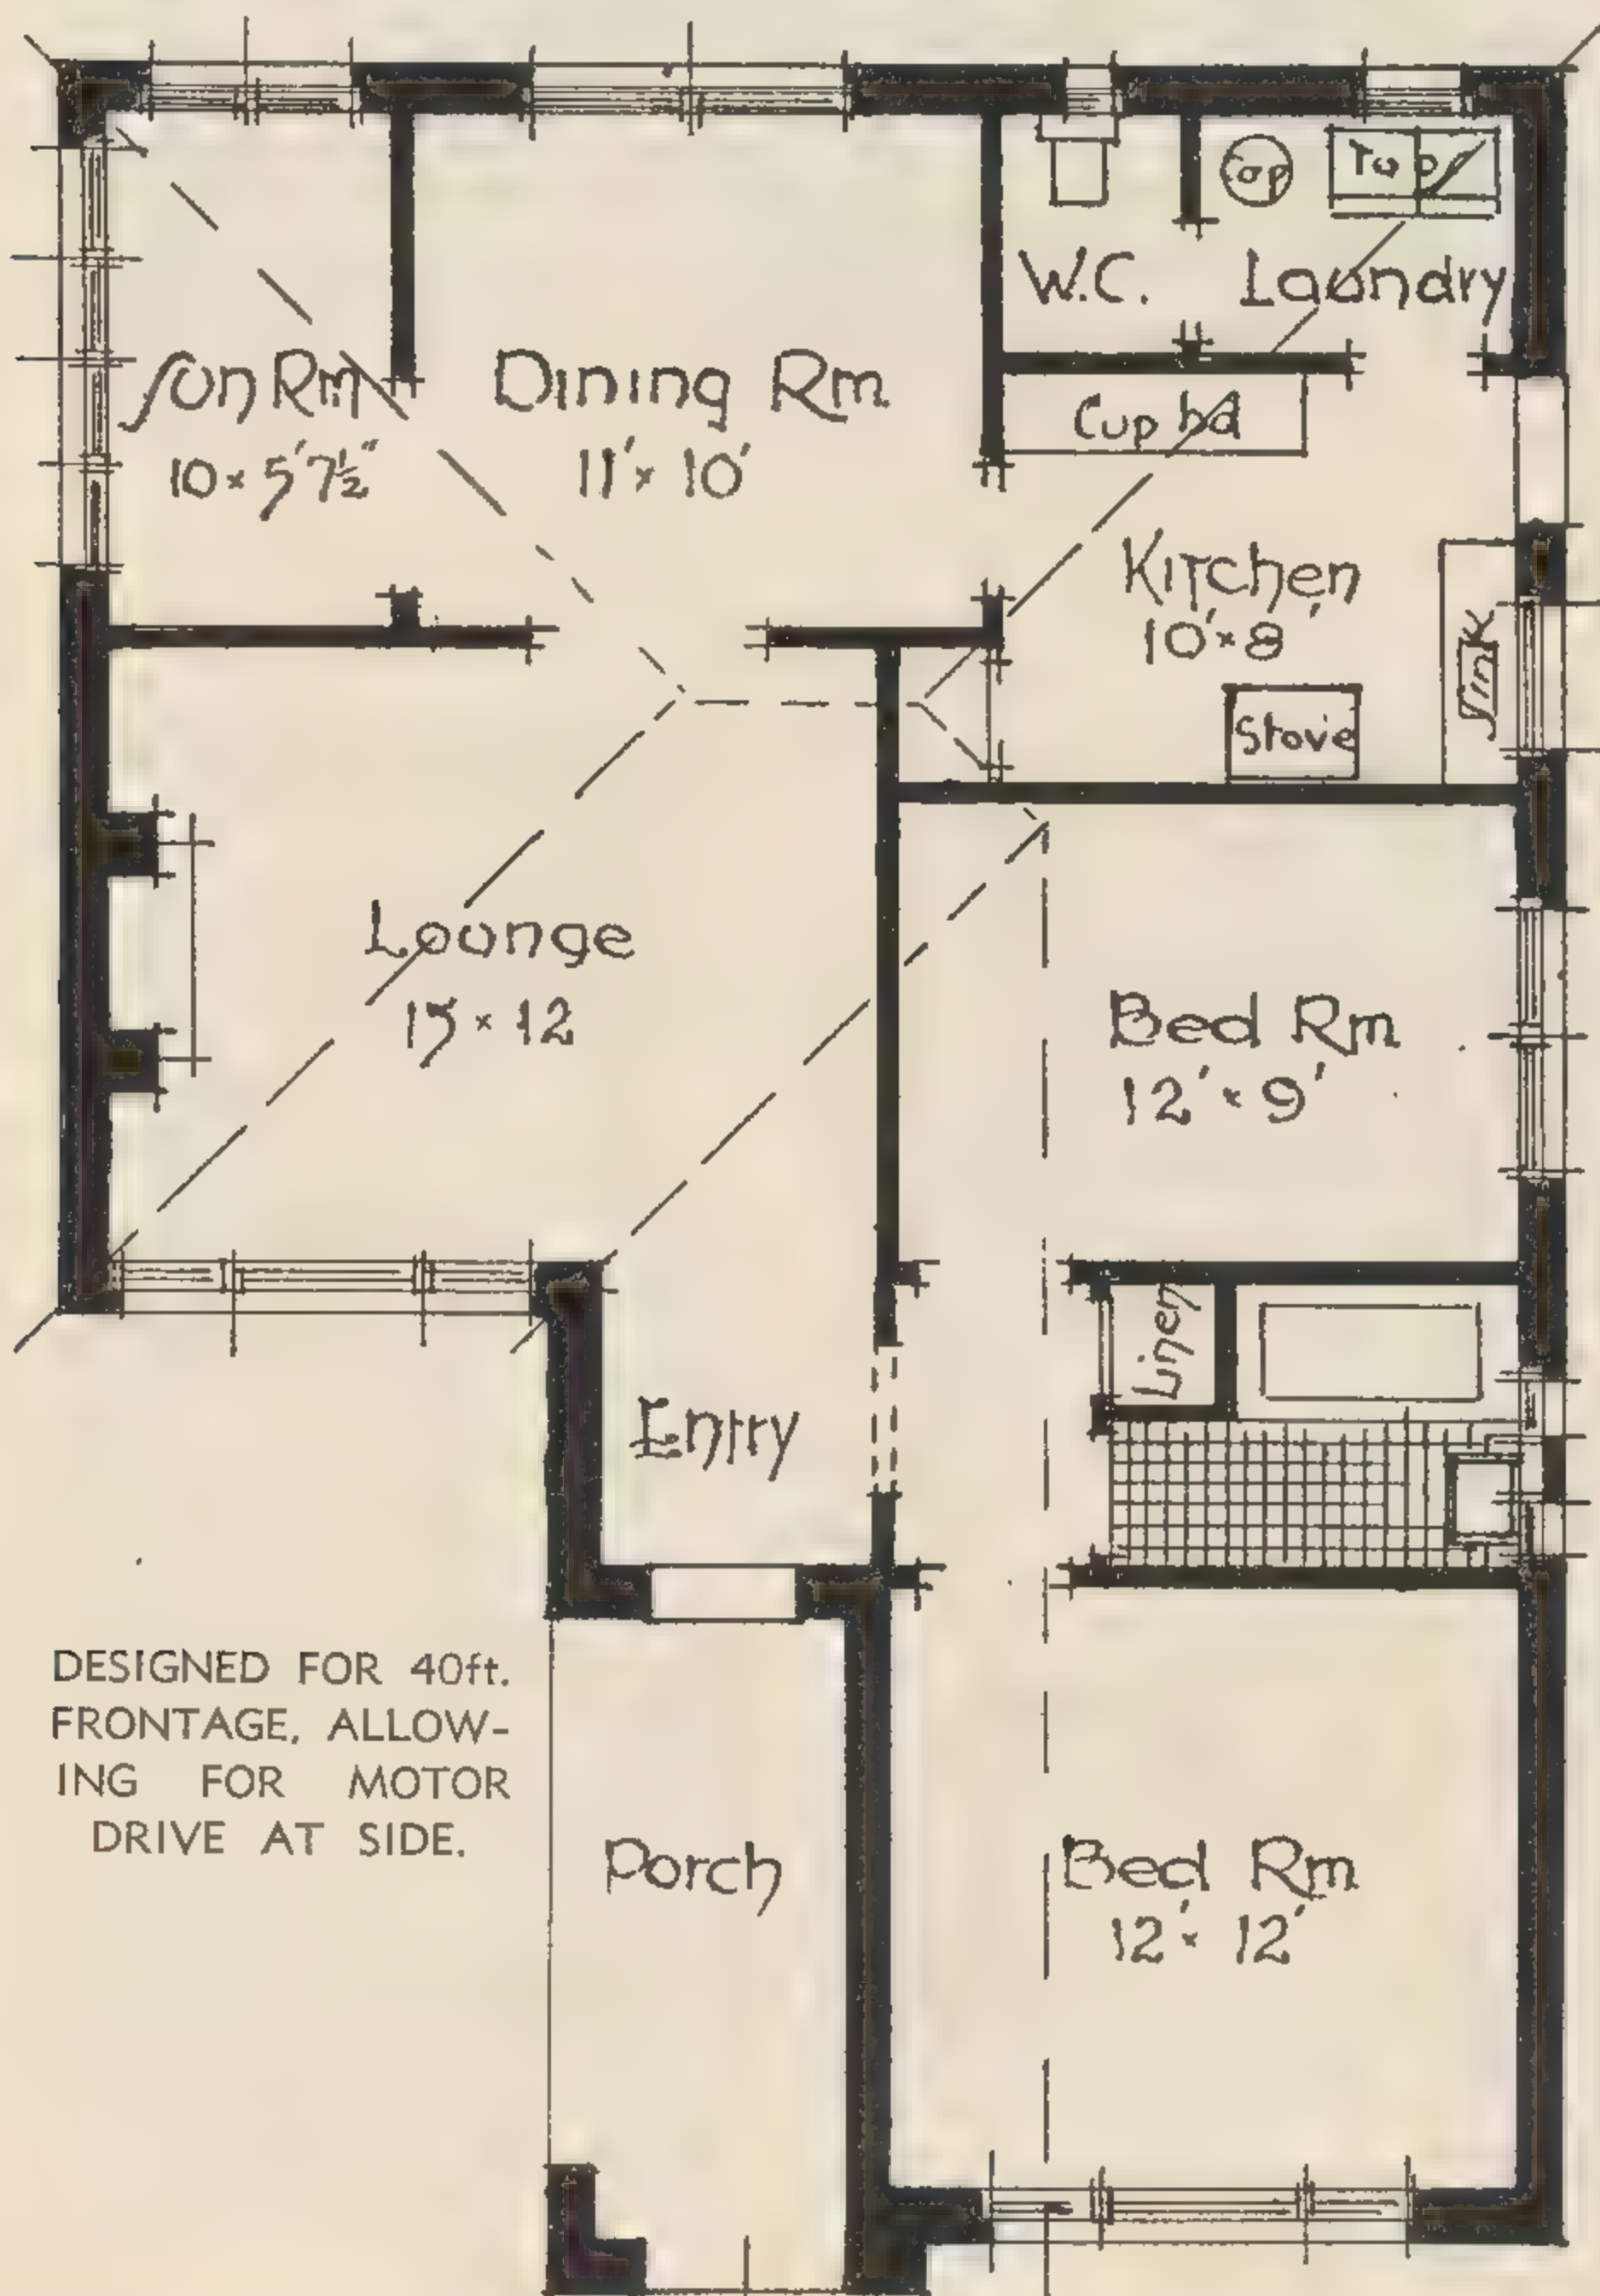 Cop
Tubs
W.C.
Laundry
Sun Rm
10 × 5'7½"
Dining Rm
11' × 10'
Cup bd
Kitchen
10' × 8'
Sink
Stove
Lounge
15 × 12
Bed Rm
12' × 9'
Linen
Entry
DESIGNED FOR 40ft.
FRONTAGE, ALLOW-
ING FOR MOTOR
DRIVE AT SIDE.
Porch
Bed Rm
12' × 12'